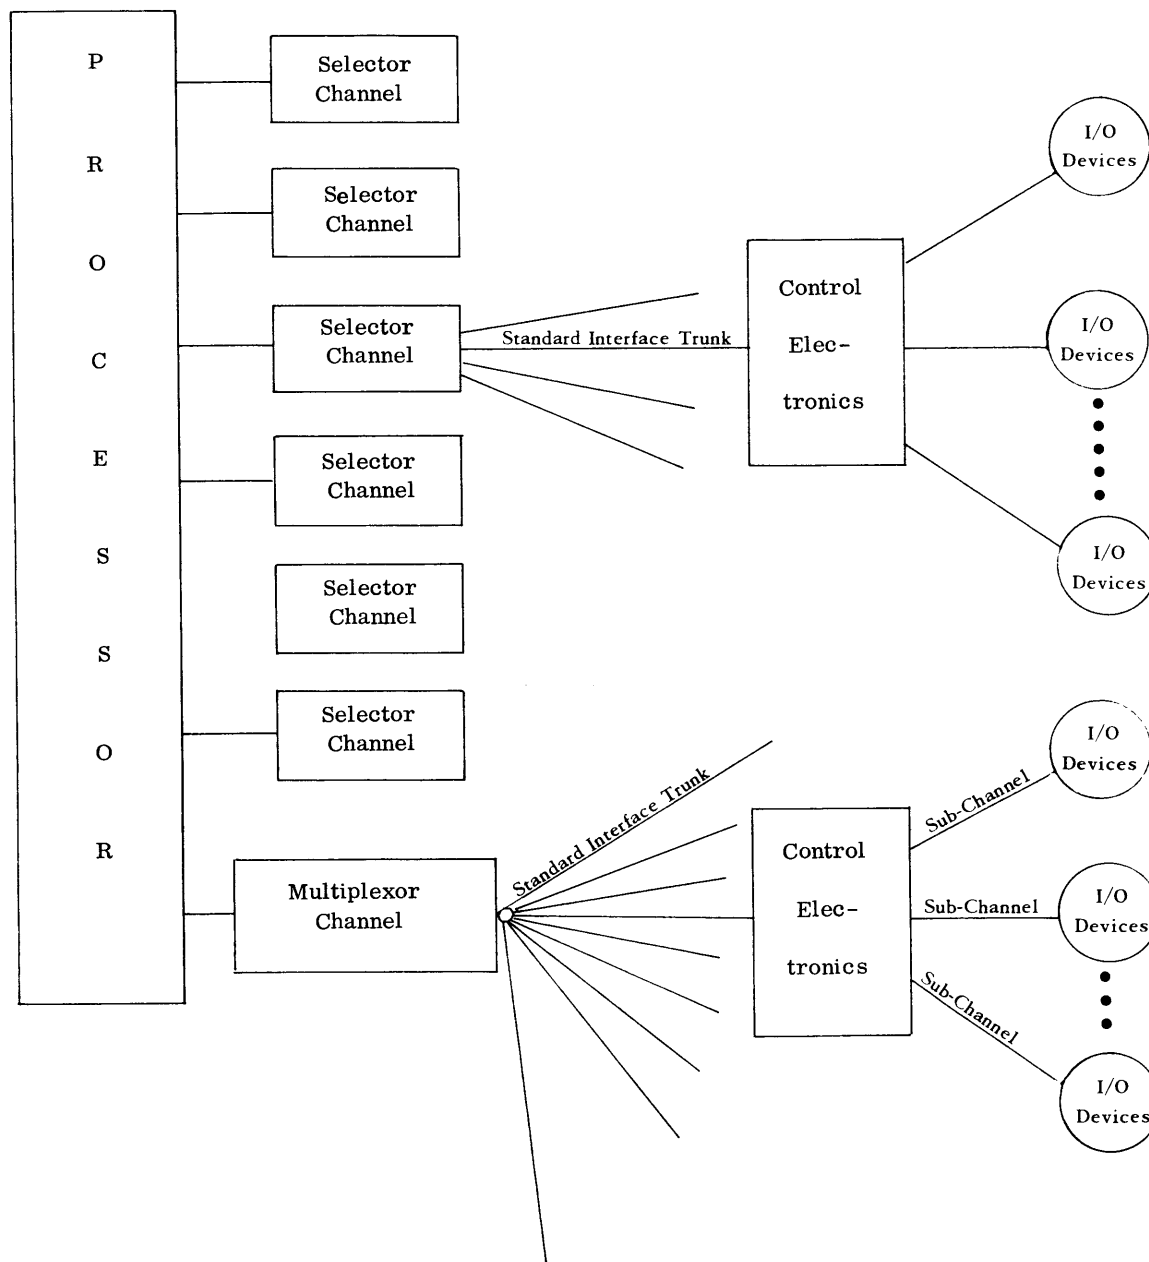 P
R
O
C
E
S
S
O
R
Selector
Channel
Selector
Channel
Selector
Channel
Selector
Channel
Selector
Channel
Selector
Channel
Multiplexor
Channel
Standard Interface Trunk
Control
Elec-
tronics
I/O
Devices
I/O
Devices
I/O
Devices
Standard Interface Trunk
Control
Elec-
tronics
Sub-Channel
Sub-Channel
Sub-Channel
I/O
Devices
I/O
Devices
I/O
Devices